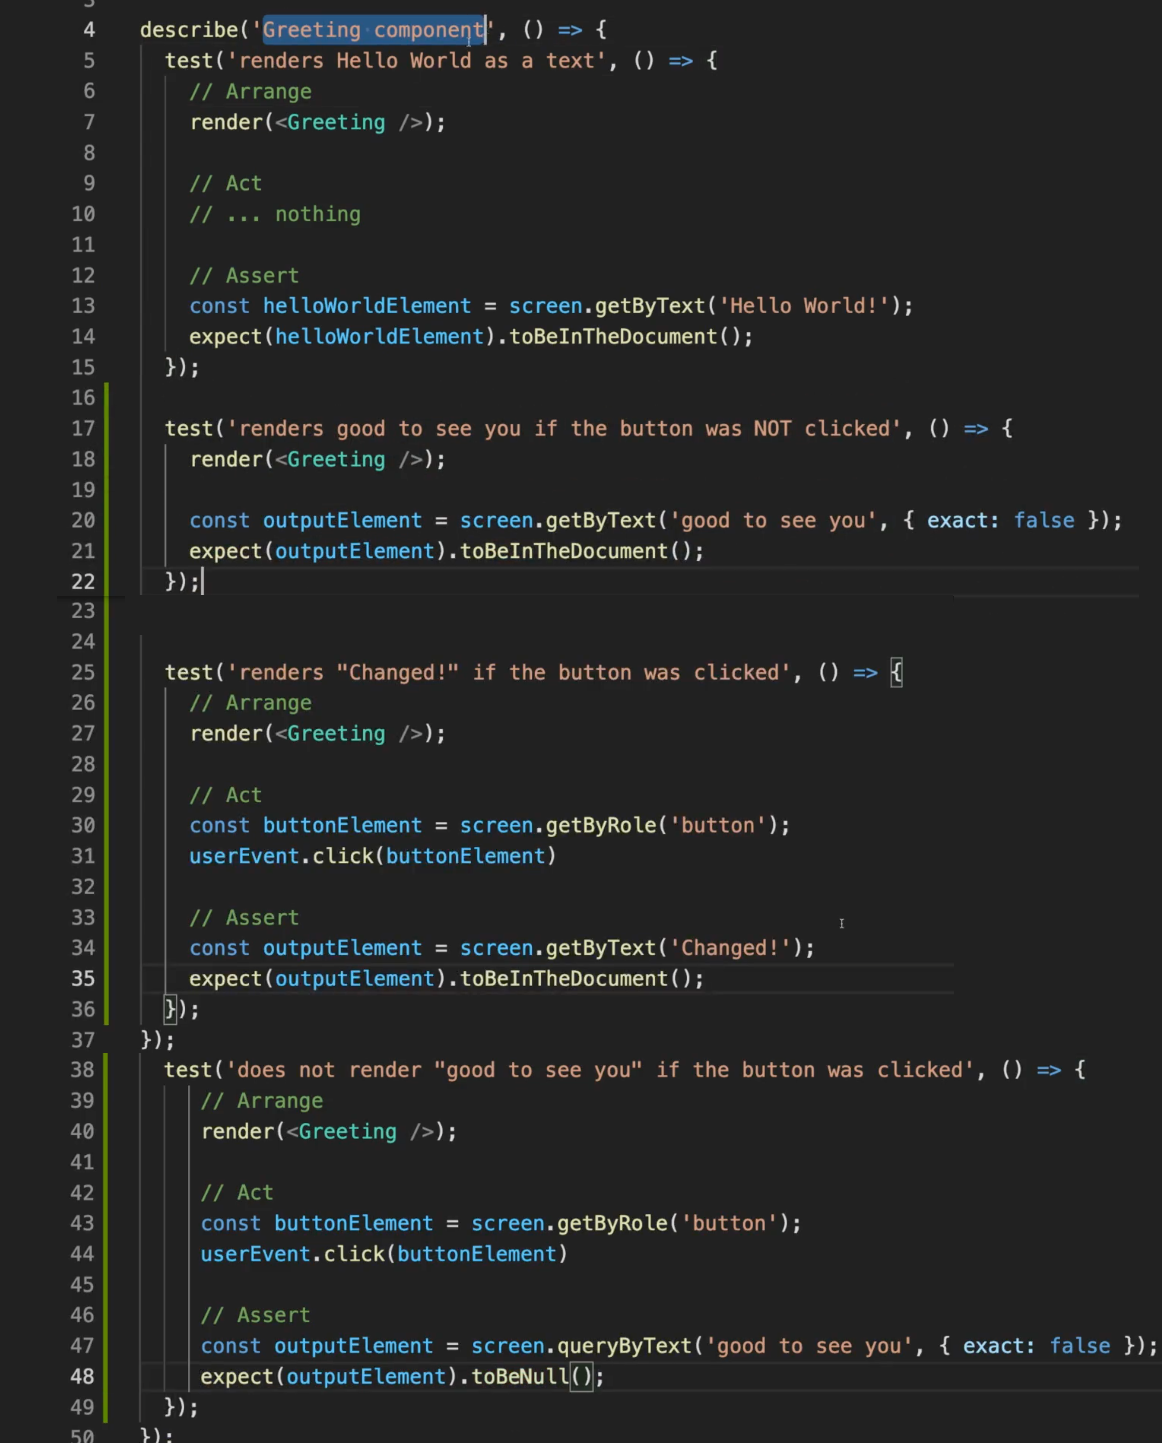 3
4 describe('Greeting component', () => {
5 test('renders Hello World as a text', () => {
6 // Arrange
7 render(<Greeting />);
8
9 // Act
10 // ... nothing
11
12 // Assert
13 const helloWorldElement = screen.getByText('Hello World!');
14 expect(helloWorldElement).toBeInTheDocument();
15 });
16
17 test('renders good to see you if the button was NOT clicked', () => {
18 render(<Greeting />);
19
20 const outputElement = screen.getByText('good to see you', { exact: false });
21 expect(outputElement).toBeInTheDocument();
22 });
23
24
25 test('renders "Changed!" if the button was clicked', () => {
26 // Arrange
27 render(<Greeting />);
28
29 // Act
30 const buttonElement = screen.getByRole('button');
31 userEvent.click(buttonElement)
32
33 // Assert
34 const outputElement = screen.getByText('Changed!');
35 expect(outputElement).toBeInTheDocument();
36 });
37 });
38 test('does not render "good to see you" if the button was clicked', () => {
39 // Arrange
40 render(<Greeting />);
41
42 // Act
43 const buttonElement = screen.getByRole('button');
44 userEvent.click(buttonElement)
45
46 // Assert
47 const outputElement = screen.queryByText('good to see you', { exact: false });
48 expect(outputElement).toBeNull();
49 });
50 });